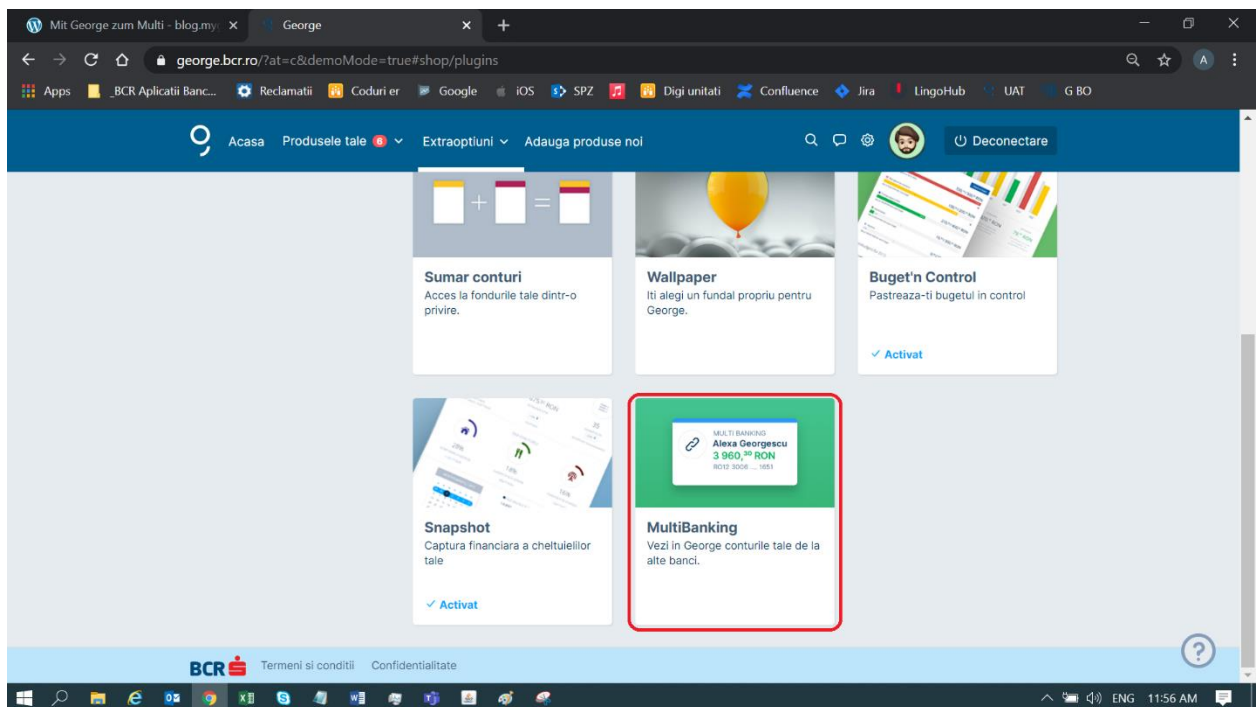 Mit George zum Multi - blog.my
George
george.bcr.ro/?at=c&demoMode=true#shop/plugins
A
Apps
_BCR Aplicatii Banc...
Reclamatii
Coduri er
Google
iOS
SPZ
Digi unitati
Confluence
Jira
LingoHub
UAT
G BO
Acasa
Produsele tale 6
Extraoptiuni
Adauga produse noi
Deconectare
Sumar conturi
Acces la fondurile tale dintr-o
privire.
Wallpaper
Iti alegi un fundal propriu pentru
George.
Buget'n Control
Pastreaza-ti bugetul in control
Activat
Snapshot
Captura financiara a cheltuielilor
tale
Activat
MULTI BANKING
Alexa Georgescu
3 960,30 RON
RO12 3006 ... 1651
MultiBanking
Vezi in George conturile tale de la
alte banci.
BCR
Termeni si conditii
Confidentialitate
?
ENG
11:56 AM